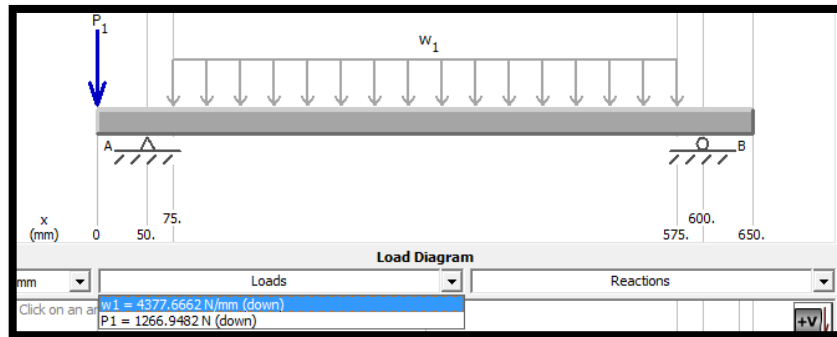 P1
w1
A
B
x
75.
600.
(mm) 0 50. 575. 650.
Load Diagram
mm Loads Reactions
w1 = 4377.6662 N/mm (down)
Click on an
P1 = 1266.9482 N (down)
+V